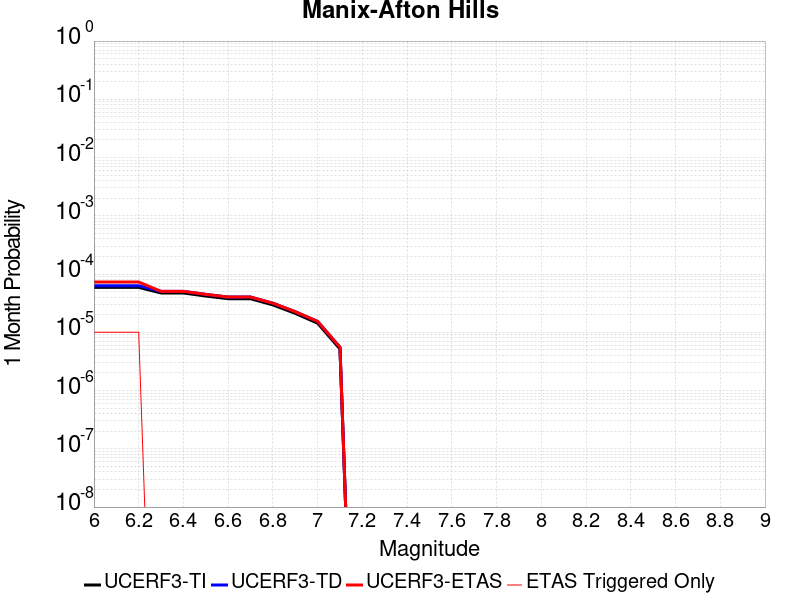 Manix-Afton Hills
10^0
10^-1
10^-2
10^-3
10^-4
10^-5
10^-6
10^-7
10^-8
1 Month Probability
6 6.2 6.4 6.6 6.8 7 7.2 7.4 7.6 7.8 8 8.2 8.4 8.6 8.8 9
Magnitude
UCERF3-TI UCERF3-TD UCERF3-ETAS ETAS Triggered Only